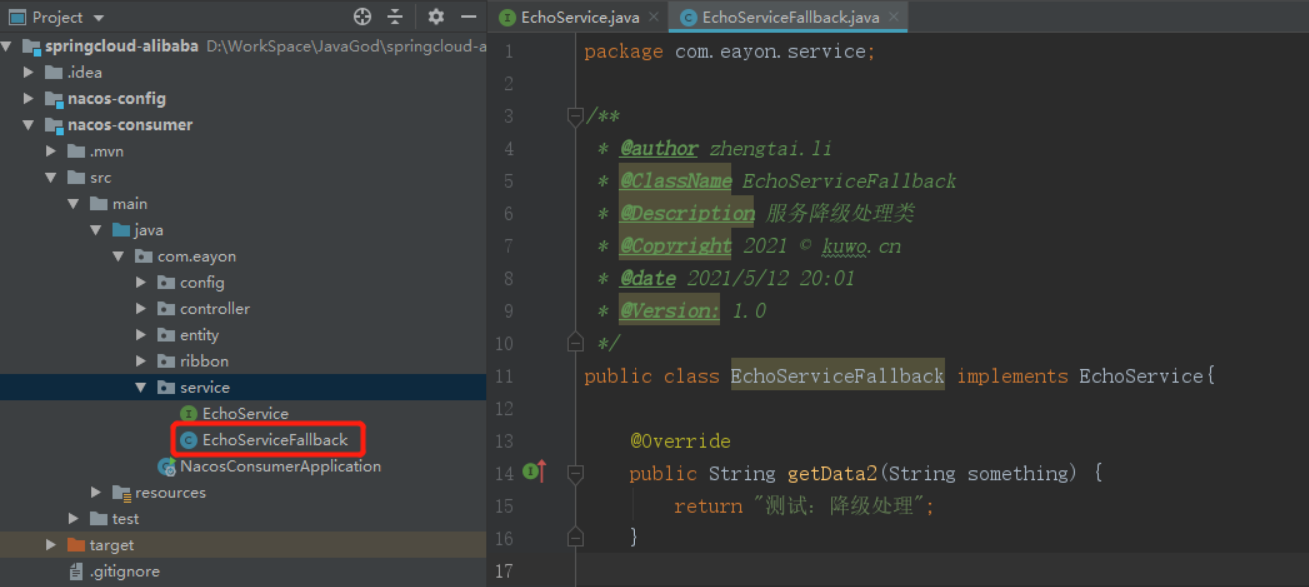 Project
springcloud-alibaba D:\WorkSpace\JavaGod\springcloud-a
.idea
nacos-config
nacos-consumer
.mvn
src
main
java
com.eayon
config
controller
entity
ribbon
service
EchoService
EchoServiceFallback
NacosConsumerApplication
resources
test
target
.gitignore
EchoService.java × EchoServiceFallback.java ×
1 package com.eayon.service;
2
3 /**
4 * @author zhengtai.li
5 * @ClassName EchoServiceFallback
6 * @Description 服务降级处理类
7 * @Copyright 2021 © kuwo.cn
8 * @date 2021/5/12 20:01
9 * @Version: 1.0
10 */
11 public class EchoServiceFallback implements EchoService{
12
13 @Override
14 public String getData2(String something) {
15 return "测试: 降级处理";
16 }
17